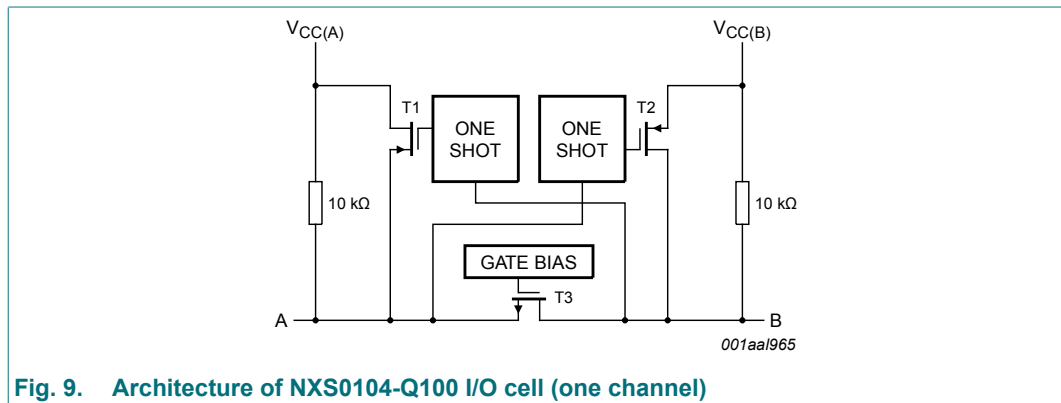 VCC(A)
VCC(B)
T1
T2
ONE
SHOT
ONE
SHOT
10 kΩ
10 kΩ
GATE BIAS
T3
A
B
001aal965
Fig. 9. Architecture of NXS0104-Q100 I/O cell (one channel)